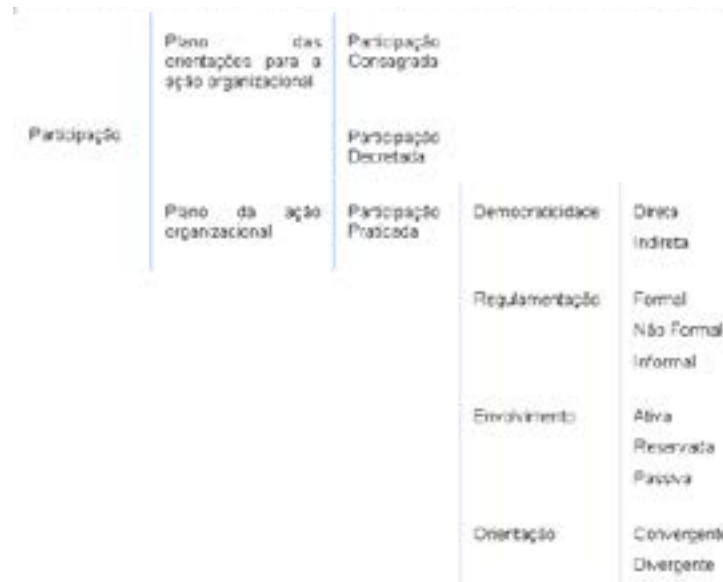 Plano das
orientações para a
ação organizacional
Participação
Consagrada
Participação
Participação
Decretada
Plano da ação
organizacional
Participação
Praticada
Democraticidade
Direta
Indireta
Regulamentação
Formal
Não Formal
Informal
Envolvimento
Ativa
Reservada
Passiva
Orientação
Convergente
Divergente